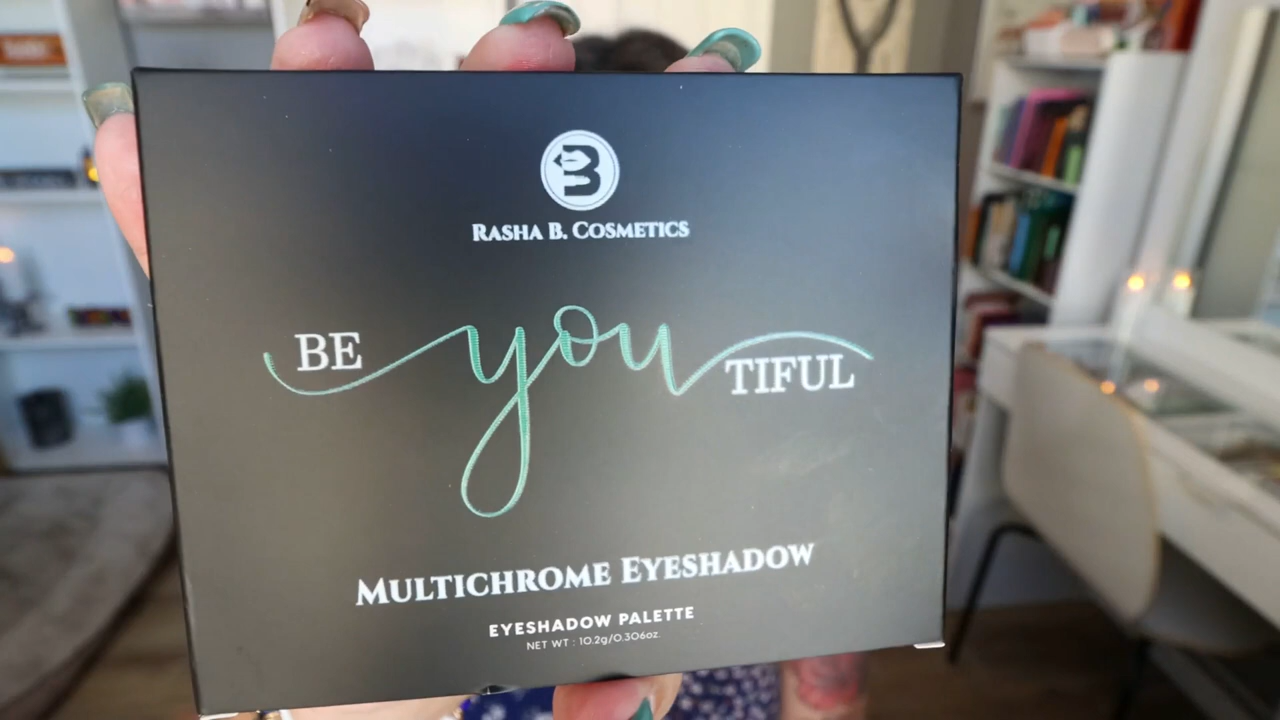 RASHA B. COSMETICS
BE you TIFUL
MULTICHROME EYESHADOW
EYESHADOW PALETTE
NET WT : 10.2g/0.306oz.